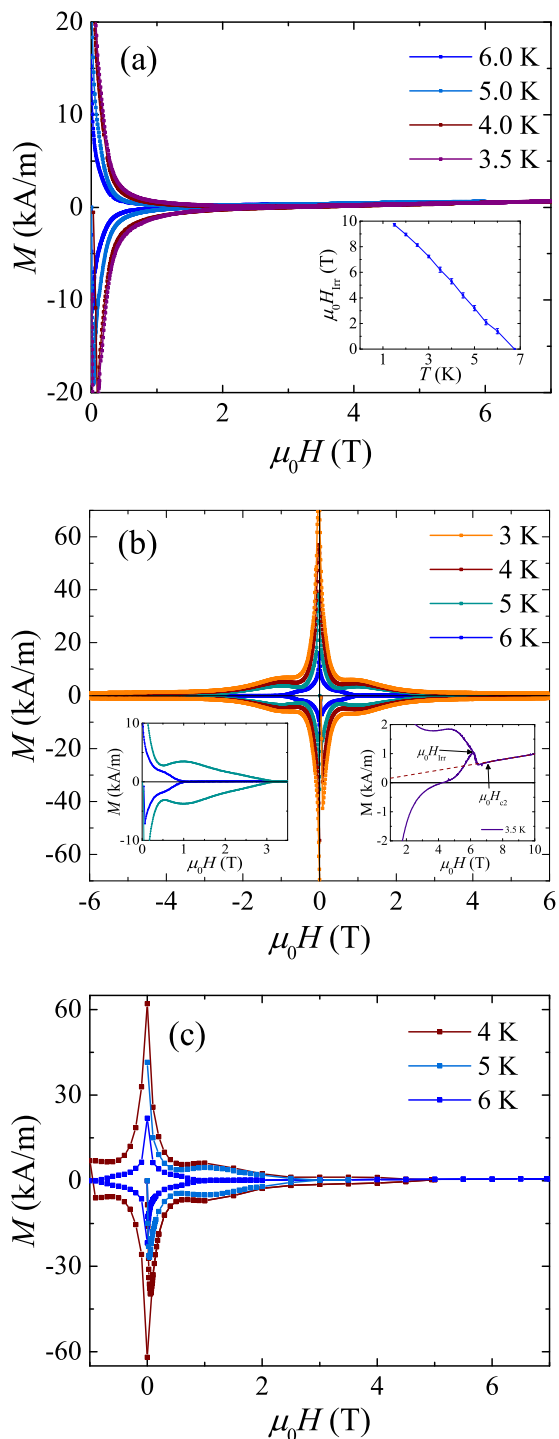 (a)
6.0 K
5.0 K
4.0 K
3.5 K
20
10
0
-10
-20
M (kA/m)
0 2 4 6
μ₀H (T)
10
8
6
4
2
0
μ₀H_Irr (T)
1 3 5 7
T (K)
(b)
3 K
4 K
5 K
6 K
60
40
20
0
-20
-40
-60
M (kA/m)
-6 -4 -2 0 2 4 6
μ₀H (T)
10
0
-10
M (kA/m)
0 1 2 3
μ₀H (T)
2
1
0
-1
-2
M (kA/m)
μ₀H_Irr
μ₀H_c2
3.5 K
2 4 6 8 10
μ₀H (T)
(c)
4 K
5 K
6 K
60
30
0
-30
-60
M (kA/m)
0 2 4 6
μ₀H (T)